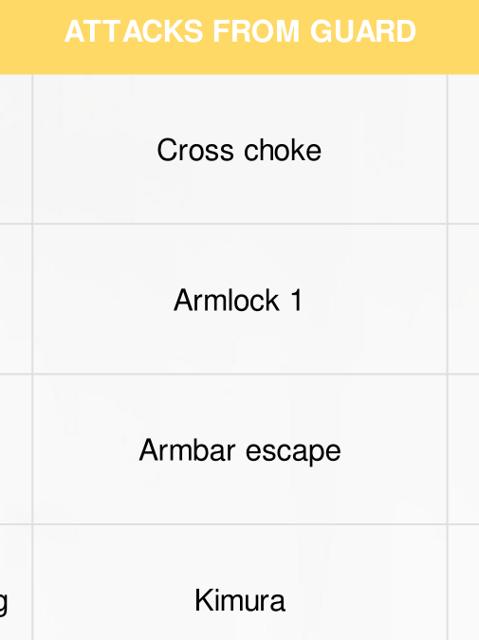 ATTACKS FROM GUARD
Cross choke
Armlock 1
Armbar escape
g
Kimura